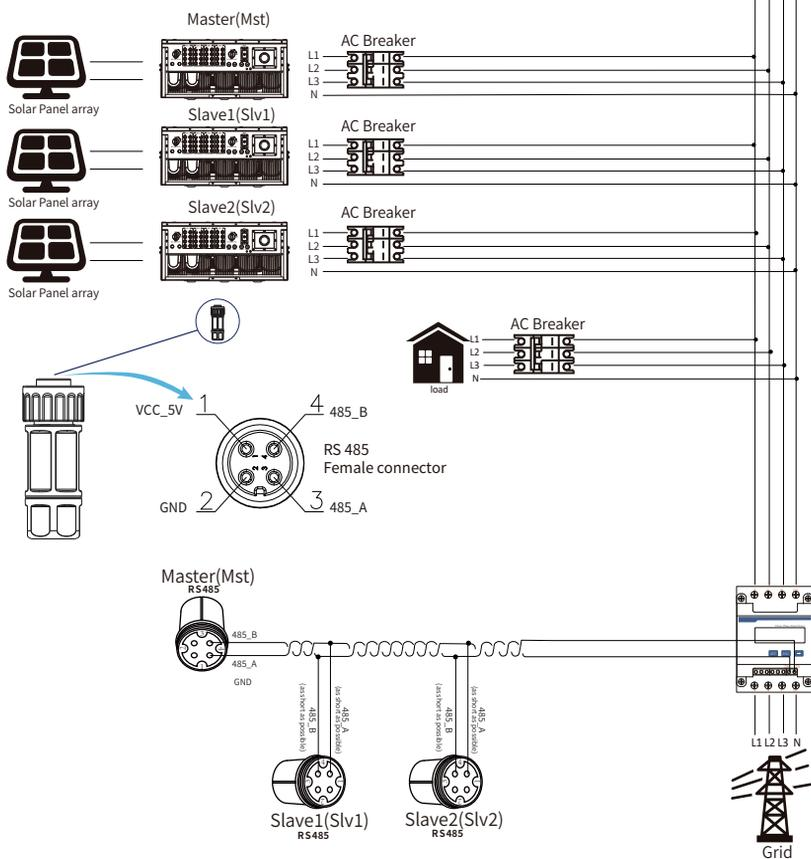 Master(Mst)
AC Breaker
L1
L2
L3
N
Solar Panel array
Slave1(Slv1)
AC Breaker
L1
L2
L3
N
Solar Panel array
Slave2(Slv2)
AC Breaker
L1
L2
L3
N
Solar Panel array
AC Breaker
L1
L2
L3
N
load
VCC_5V
1
4
485_B
RS 485
Female connector
1
4
2
3
GND
2
3
485_A
Master(Mst)
RS485
485_B
485_A
GND
485_B
(as short as possible)
485_A
(as short as possible)
485_B
(as short as possible)
485_A
(as short as possible)
Slave1(Slv1)
RS485
Slave2(Slv2)
RS485
L1 L2 L3 N
Grid